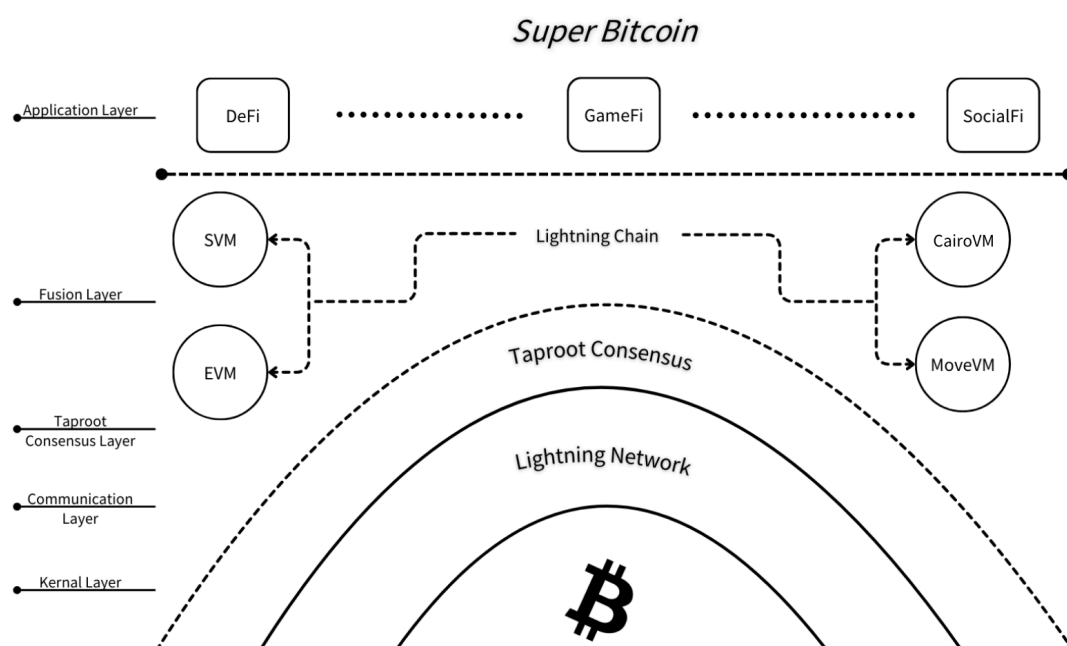 Super Bitcoin
Application Layer
DeFi
GameFi
SocialFi
SVM
Lightning Chain
CairoVM
Fusion Layer
EVM
Taproot Consensus
MoveVM
Taproot
Consensus Layer
Lightning Network
Communication
Layer
Kernal Layer